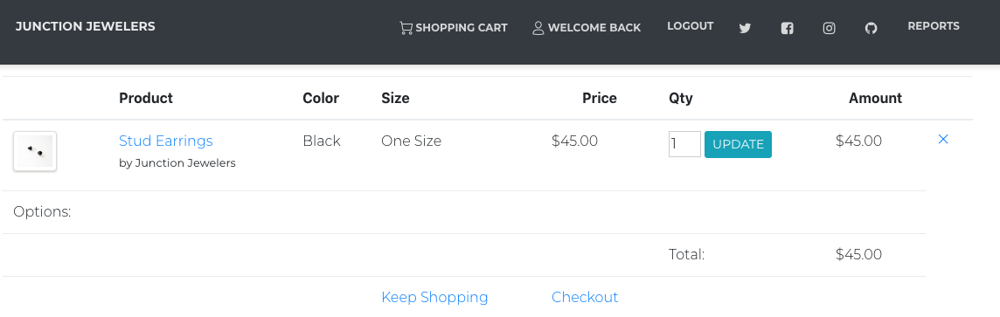 JUNCTION JEWELERS SHOPPING CART WELCOME BACK LOGOUT REPORTS
Product Color Size Price Qty Amount
Stud Earrings Black One Size $45.00 1 UPDATE $45.00
by Junction Jewelers
Options:
Total: $45.00
Keep Shopping Checkout